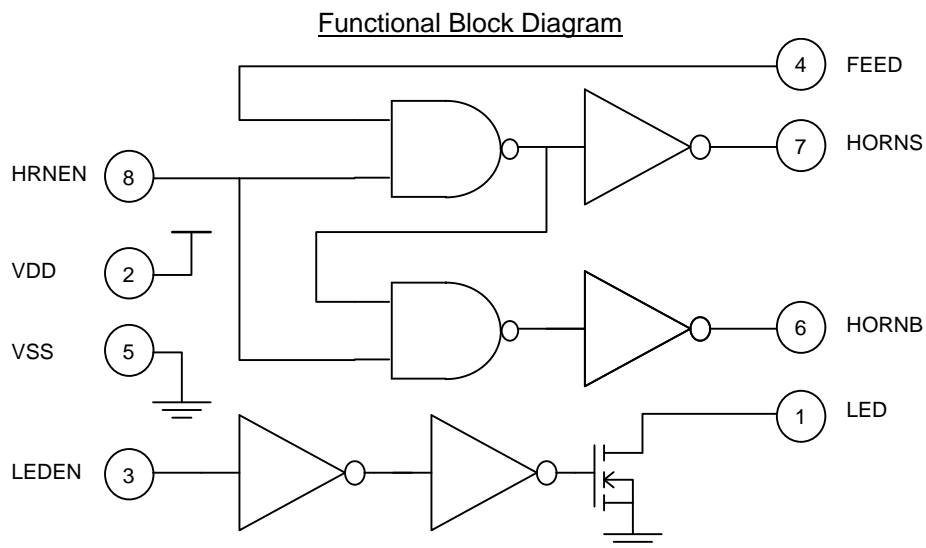 Functional Block Diagram
4 FEED
7 HORNS
HRNEN 8
VDD 2
6 HORNB
VSS 5
1 LED
LEDEN 3